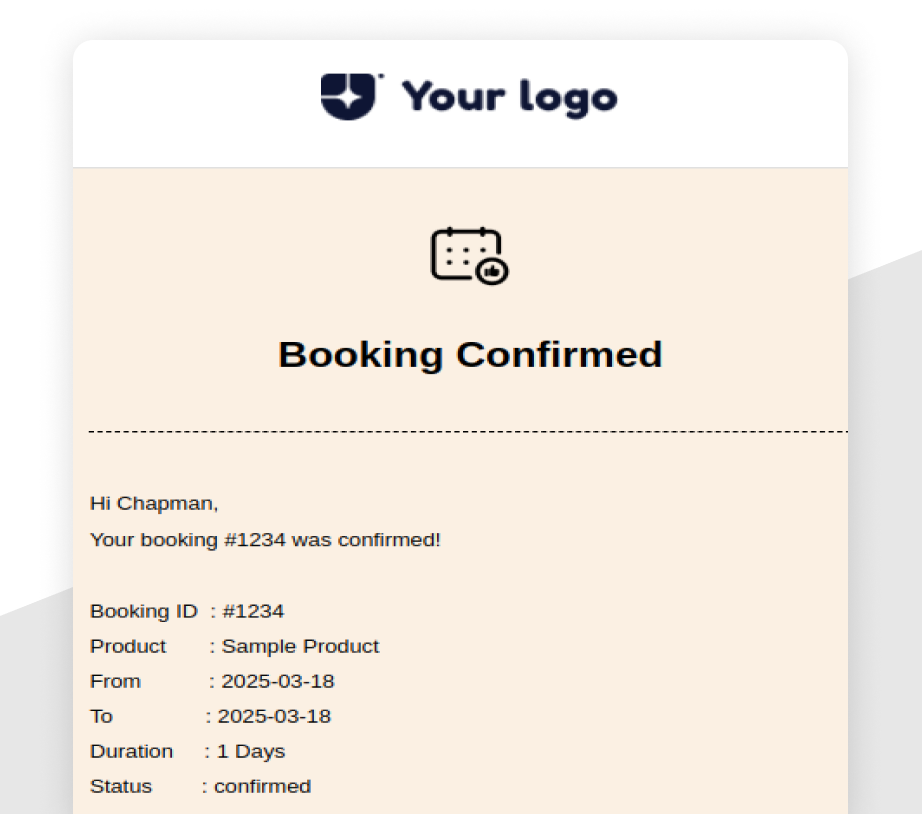 Your logo
Booking Confirmed
Hi Chapman,
Your booking #1234 was confirmed!
Booking ID : #1234
Product : Sample Product
From : 2025-03-18
To : 2025-03-18
Duration : 1 Days
Status : confirmed